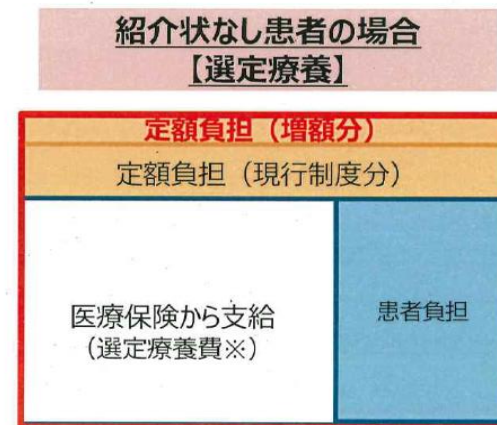 紹介状なし患者の場合
【選定療養】
定額負担（増額分）
定額負担（現行制度分）
医療保険から支給
（選定療養費※）
患者負担